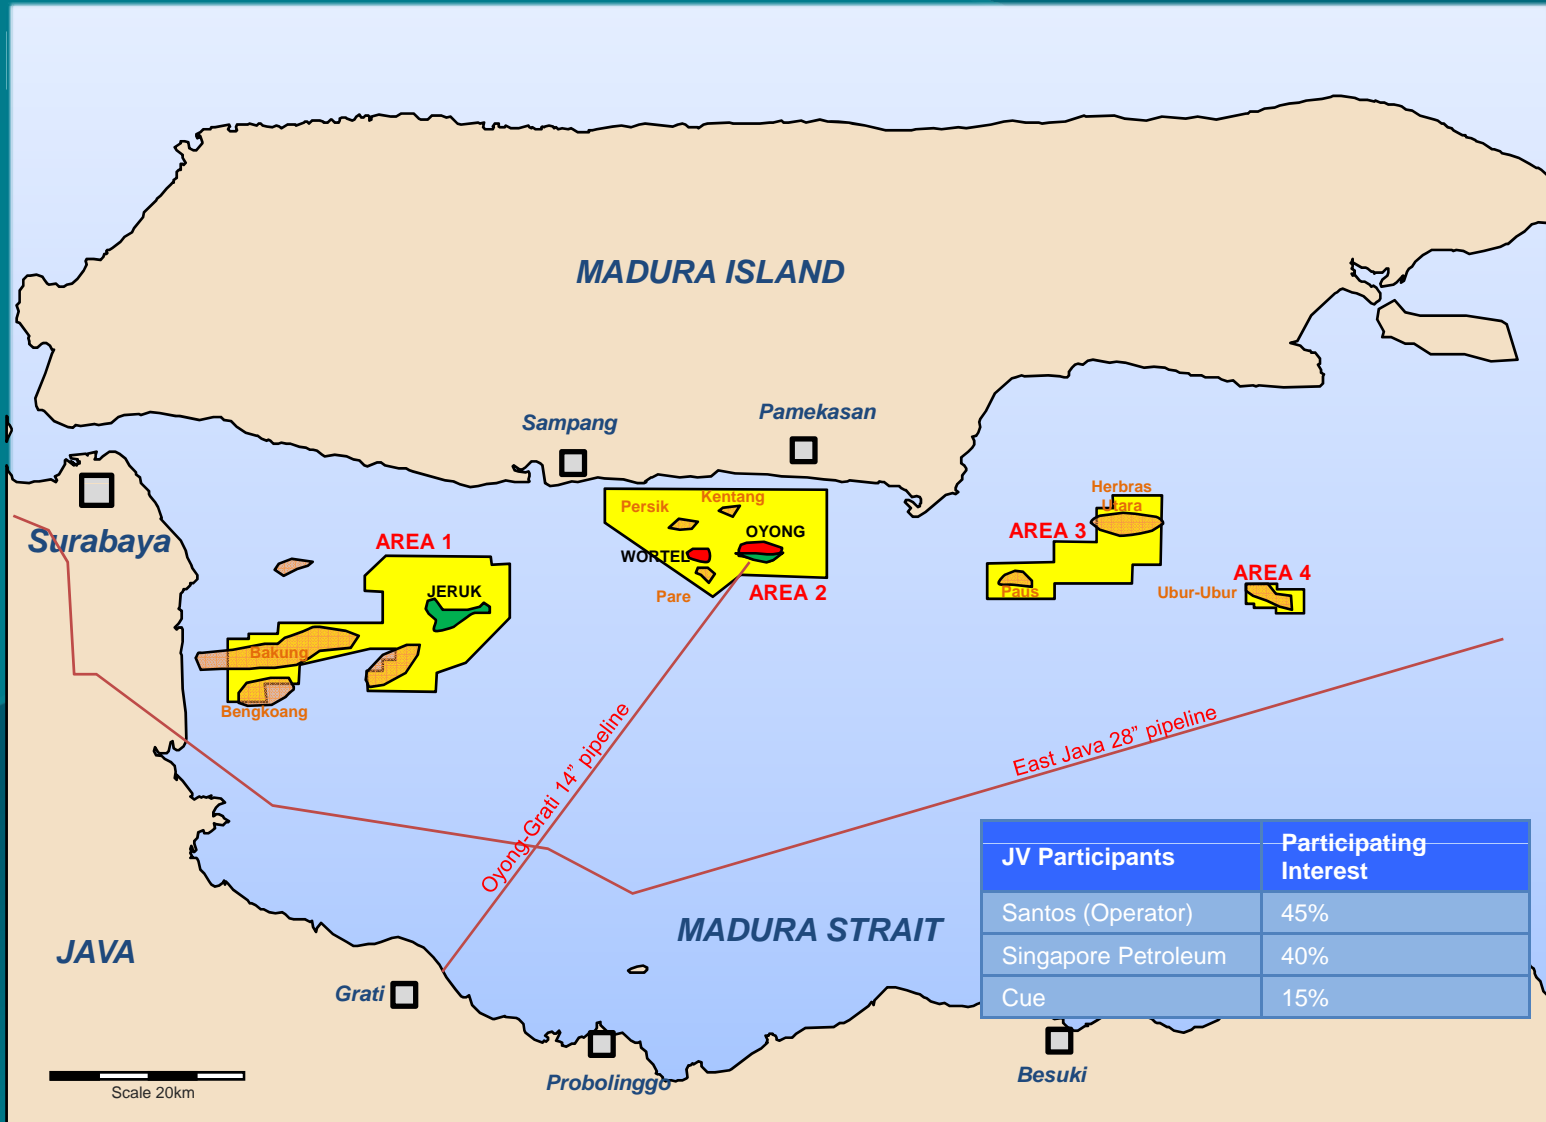 MADURA ISLAND
Sampang
Pamekasan
Surabaya
Persik
Kentang
OYONG
WORTEL
Pare
AREA 2
AREA 1
JERUK
Bakung
Bengkoang
Herbras
Utara
AREA 3
Paus
AREA 4
Ubur-Ubur
Oyong-Grati 14” pipeline
East Java 28” pipeline
JV Participants
Participating
Interest
Santos (Operator)
45%
Singapore Petroleum
40%
Cue
15%
MADURA STRAIT
JAVA
Grati
Probolinggo
Besuki
Scale 20km